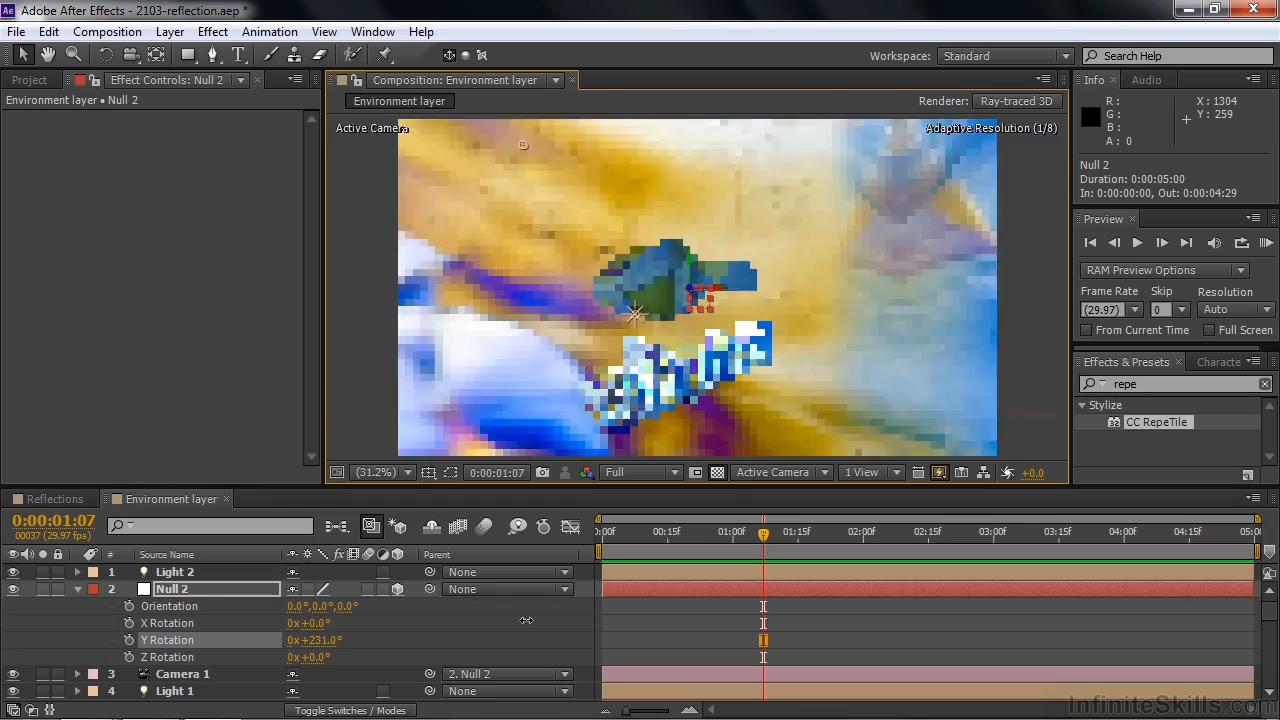 Ae Adobe After Effects - 2103-reflection.aep *
File Edit Composition Layer Effect Animation View Window Help
Workspace: Standard Search Help
Project Effect Controls: Null 2 Composition: Environment layer Info Audio
Environment layer • Null 2 Environment layer Renderer: Ray-traced 3D
Active Camera Adaptive Resolution (1/8)
R : X : 1304
G : Y : 259
B :
A : 0
Null 2
Duration: 0:00:05:00
In: 0:00:00:00, Out: 0:00:04:29
Preview
RAM Preview Options
Frame Rate Skip Resolution
(29.97) 0 Auto
From Current Time Full Screen
Effects & Presets Characte
repe
Stylize
32 CC RepeTile
(31.2%) 0:00:01:07 Full Active Camera 1 View +0.0
Reflections Environment layer
0:00:01:07
00037 (29.97 fps)
:00f 00:15f 01:00f 01:15f 02:00f 02:15f 03:00f 03:15f 04:00f 04:15f 05:00
# Source Name fx Parent
1 Light 2 None
2 Null 2 None
Orientation 0.0°,0.0°,0.0°
X Rotation 0x+0.0°
Y Rotation 0x+231.0°
Z Rotation 0x+0.0°
3 Camera 1 2. Null 2
4 Light 1 None
Toggle Switches / Modes
InfiniteSkills.com